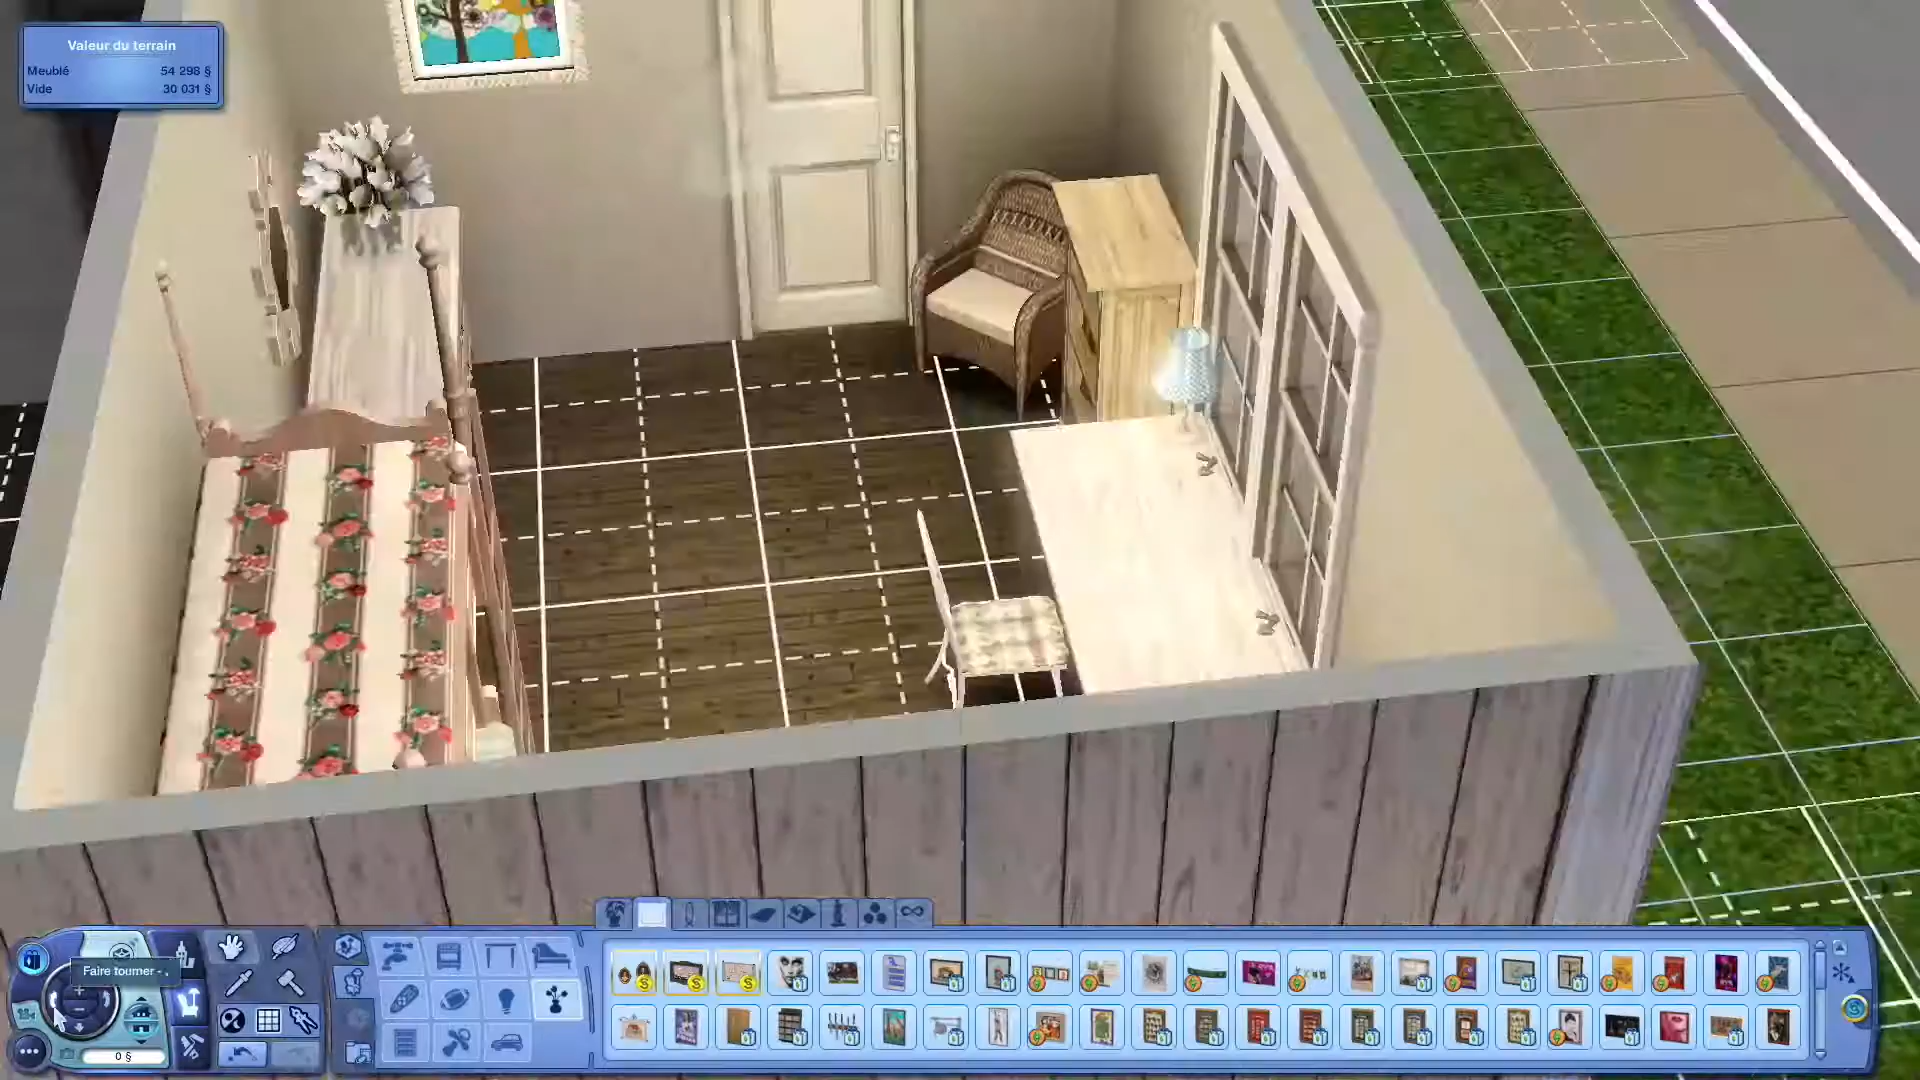 Valeur du terrain
Meublé 54 298 §
Vide 30 031 §
Faire tourner - ,
0 §